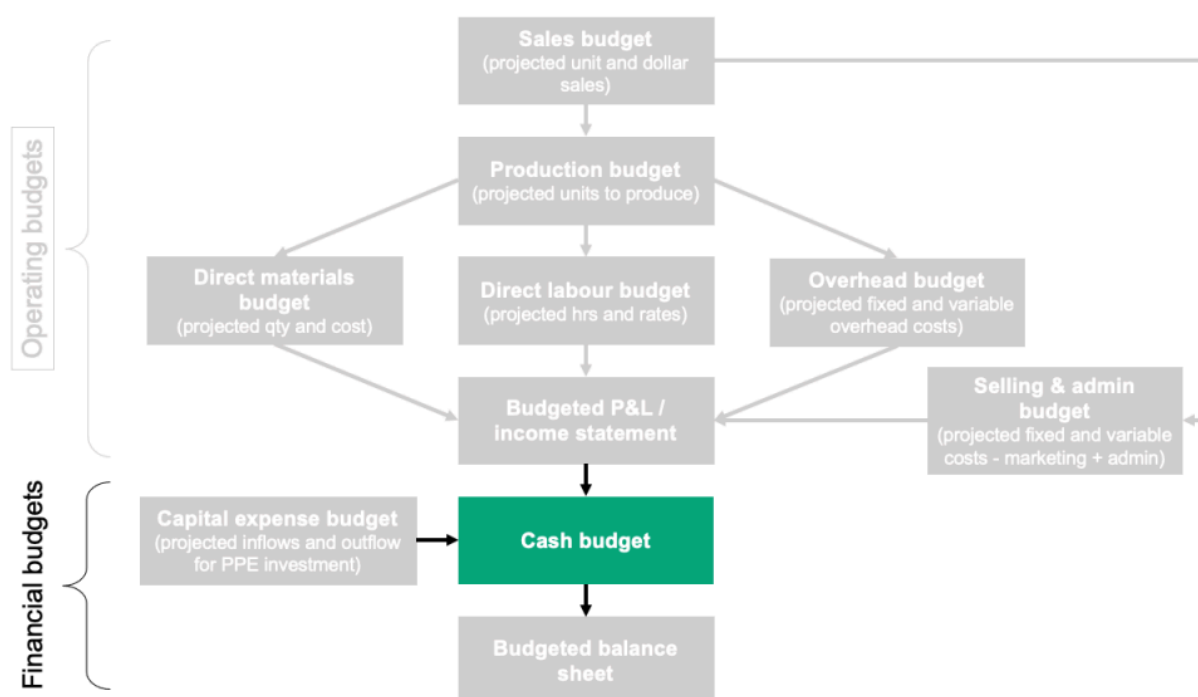 Sales budget
(projected unit and dollar
sales)
Operating budgets
Production budget
(projected units to produce)
Direct materials
budget
(projected qty and cost)
Direct labour budget
(projected hrs and rates)
Overhead budget
(projected fixed and variable
overhead costs)
Budgeted P&L /
income statement
Selling & admin
budget
(projected fixed and variable
costs - marketing + admin)
Financial budgets
Capital expense budget
(projected inflows and outflow
for PPE investment)
Cash budget
Budgeted balance
sheet